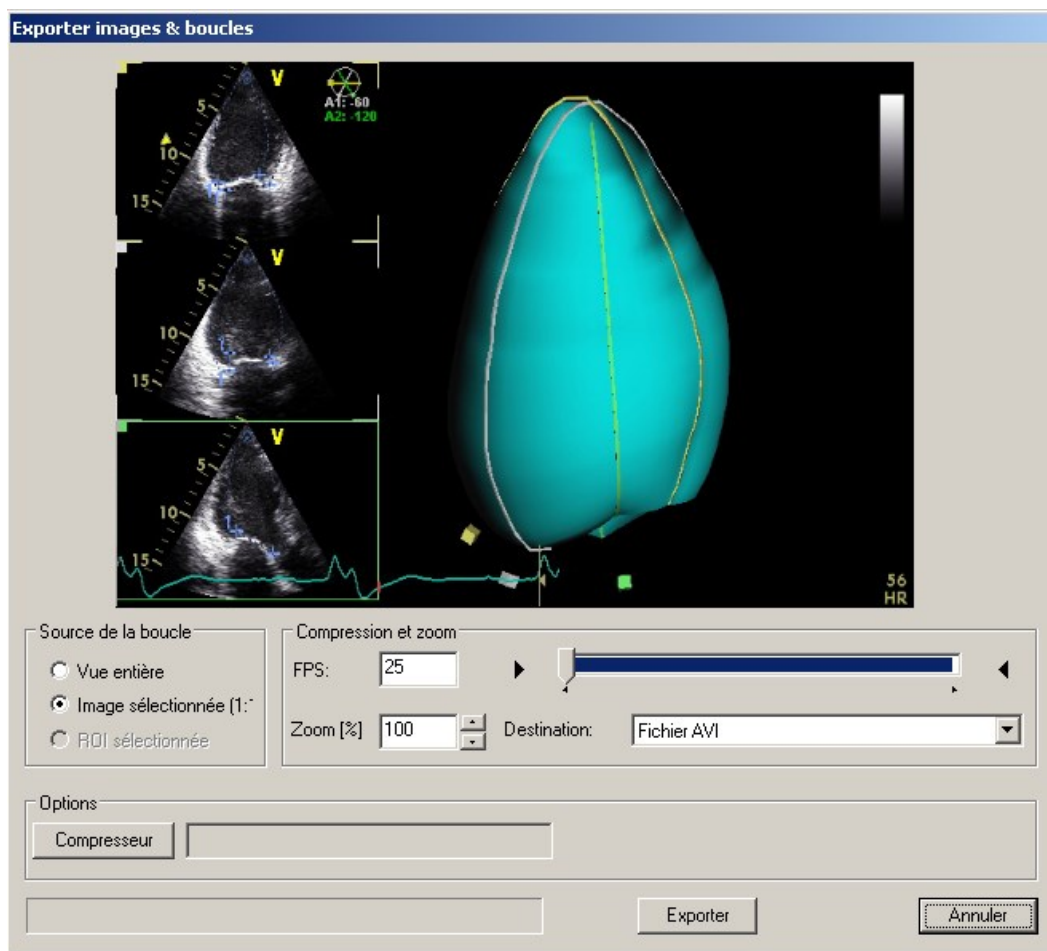 Exporter images & boucles
V
A1: -60
A2: -120
5
10
15
V
5
10
15
V
5
10
15
56
HR
Source de la boucle
Vue entière
Image sélectionnée (1:1
ROI sélectionnée
Compression et zoom
FPS: 25
Zoom [%] 100 Destination: Fichier AVI
Options
Compresseur
Exporter Annuler